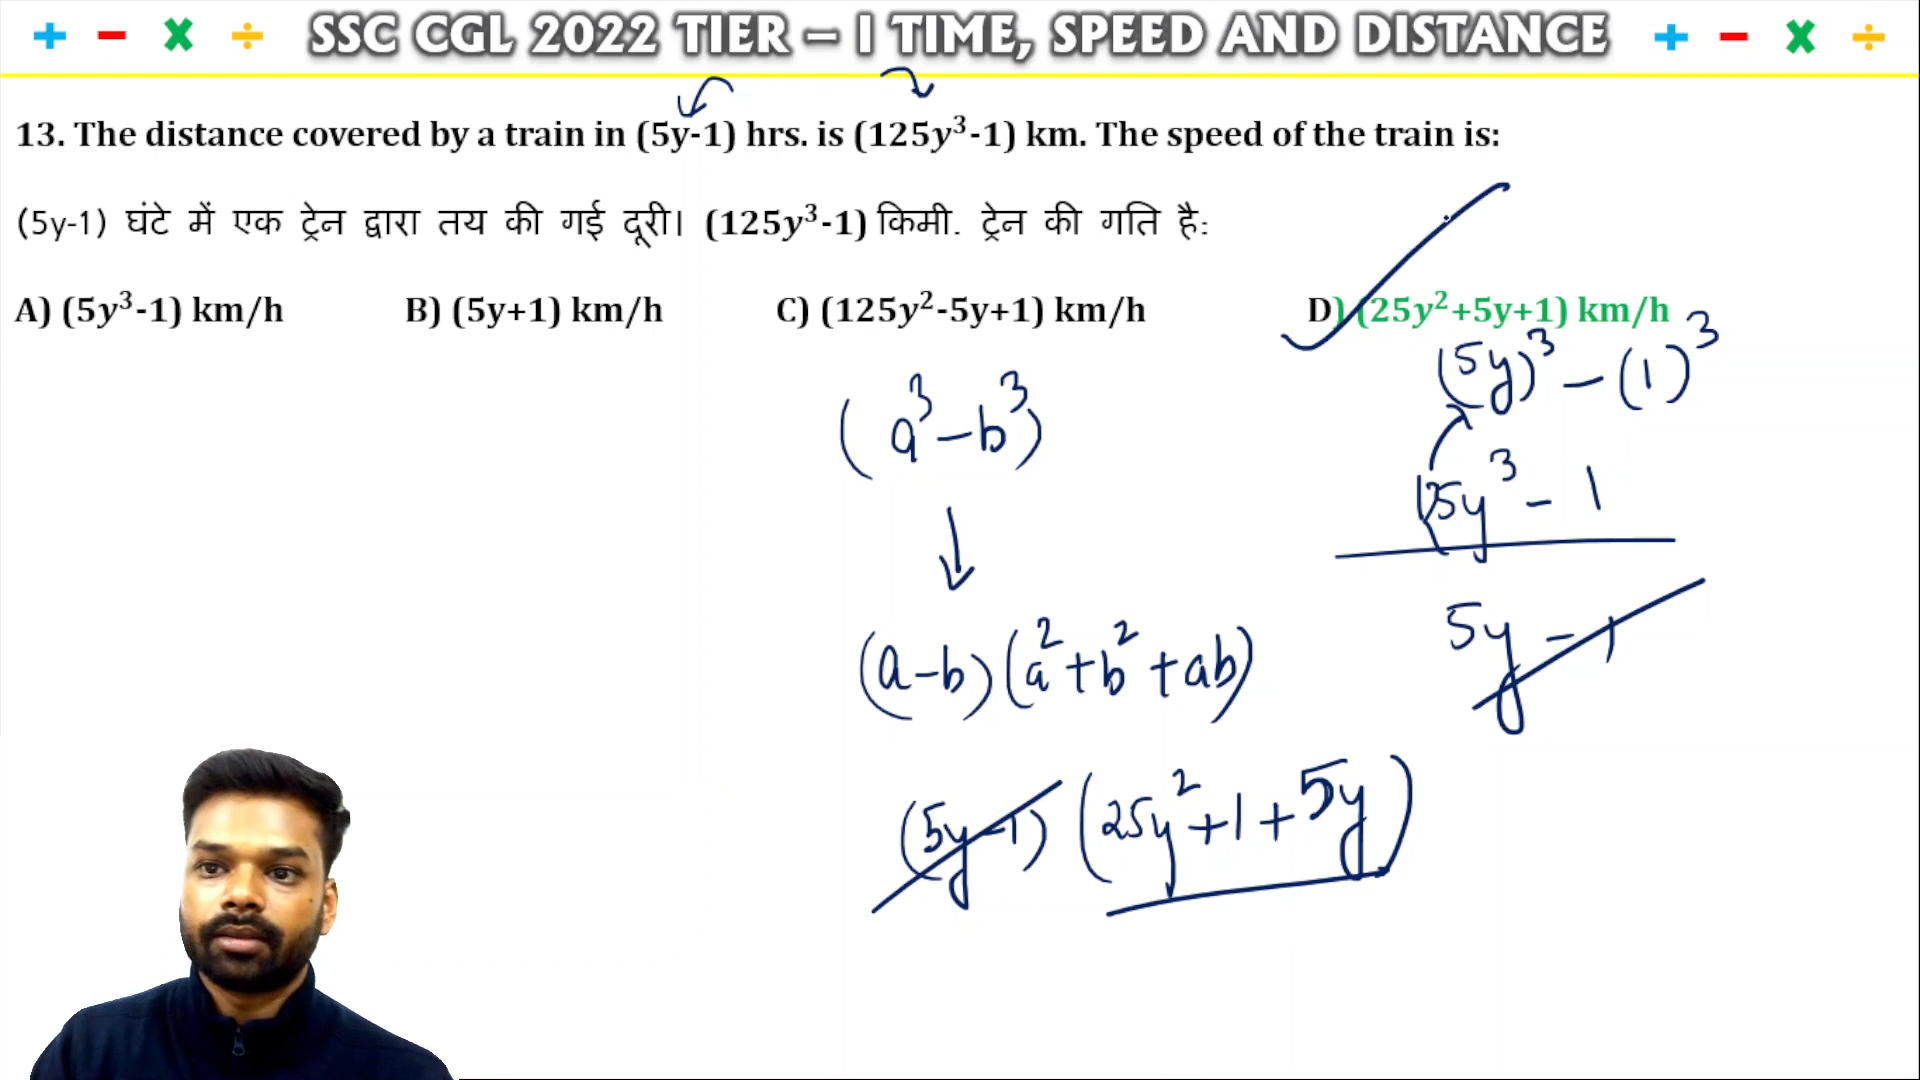 + − × ÷ SSC CGL 2022 TIER – I TIME, SPEED AND DISTANCE + − × ÷
13. The distance covered by a train in (5y-1) hrs. is (125y³-1) km. The speed of the train is:
(5y-1) घंटे में एक ट्रेन द्वारा तय की गई दूरी। (125y³-1) किमी. ट्रेन की गति है:
A) (5y³-1) km/h B) (5y+1) km/h C) (125y²-5y+1) km/h D) (25y²+5y+1) km/h
(a³-b³)
(a-b)(a²+b²+ab)
(5y-1) (25y²+1+5y)
(5y)³-(1)³
125y³-1
5y-1